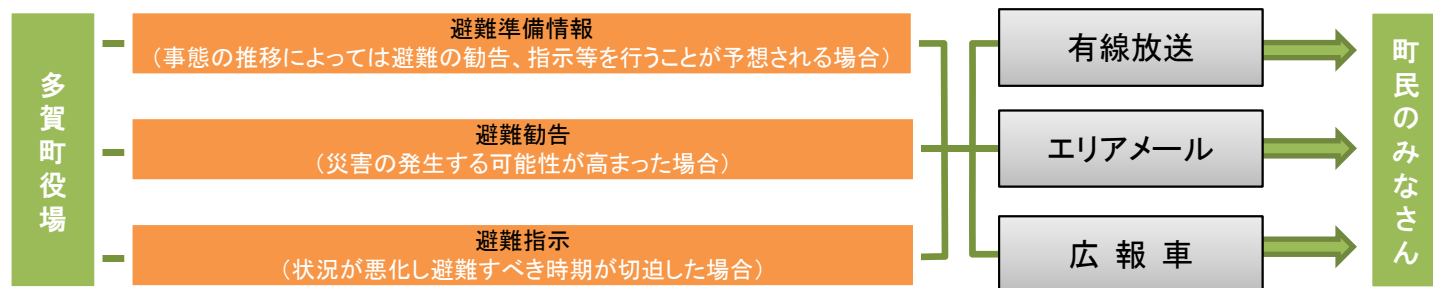 多賀町役場
避難準備情報
（事態の推移によっては避難の勧告、指示等を行うことが予想される場合）
避難勧告
（災害の発生する可能性が高まった場合）
避難指示
（状況が悪化し避難すべき時期が切迫した場合）
有線放送
エリアメール
広 報 車
町民のみなさん